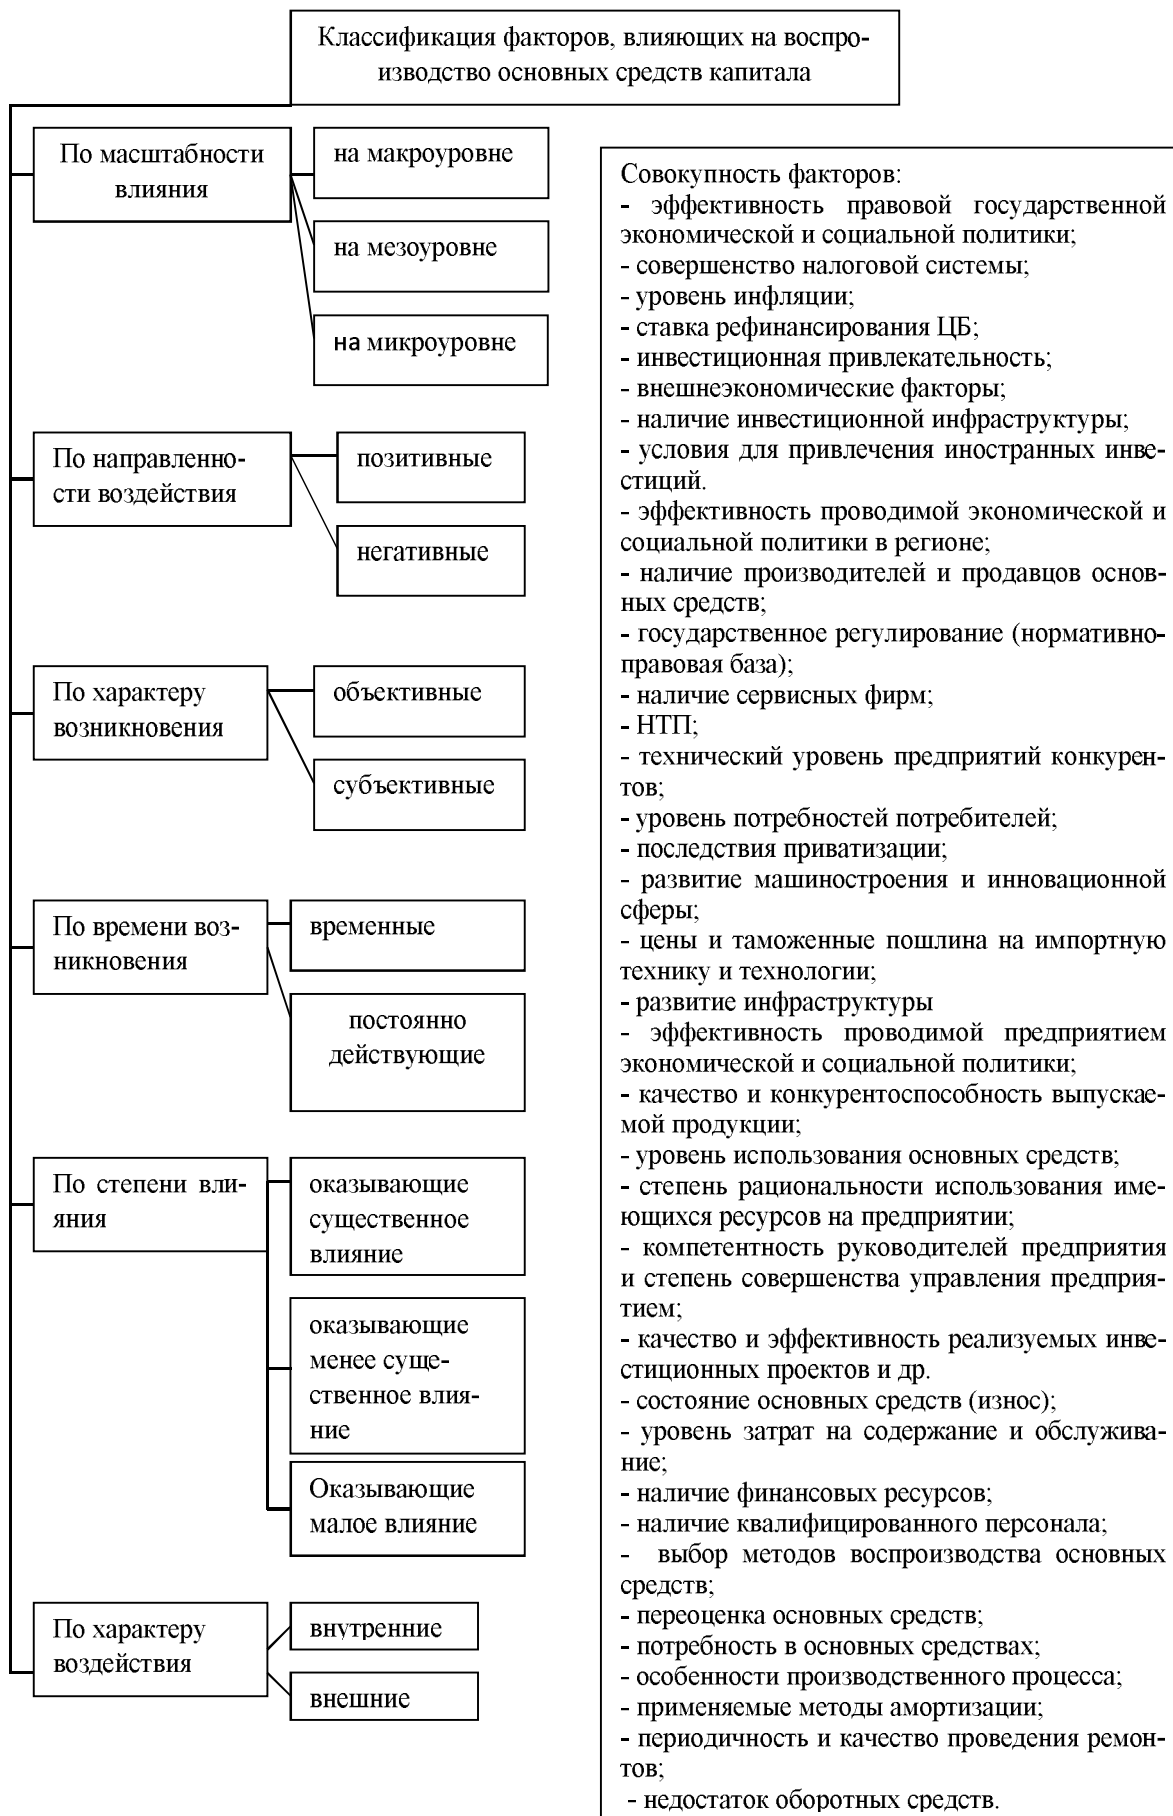 Классификация факторов, влияющих на воспро-
изводство основных средств капитала
По масштабности
влияния
на макроуровне
на мезоуровне
на микроуровне
По направленно-
сти воздействия
позитивные
негативные
По характеру
возникновения
объективные
субъективные
По времени воз-
никновения
временные
постоянно
действующие
По степени вли-
яния
оказывающие
существенное
влияние
оказывающие
менее суще-
ственное влия-
ние
Оказывающие
малое влияние
По характеру
воздействия
внутренние
внешние
Совокупность факторов:
- эффективность правовой государственной
экономической и социальной политики;
- совершенство налоговой системы;
- уровень инфляции;
- ставка рефинансирования ЦБ;
- инвестиционная привлекательность;
- внешнеэкономические факторы;
- наличие инвестиционной инфраструктуры;
- условия для привлечения иностранных инве-
стиций.
- эффективность проводимой экономической и
социальной политики в регионе;
- наличие производителей и продавцов основ-
ных средств;
- государственное регулирование (нормативно-
правовая база);
- наличие сервисных фирм;
- НТП;
- технический уровень предприятий конкурен-
тов;
- уровень потребностей потребителей;
- последствия приватизации;
- развитие машиностроения и инновационной
сферы;
- цены и таможенные пошлина на импортную
технику и технологии;
- развитие инфраструктуры
- эффективность проводимой предприятием
экономической и социальной политики;
- качество и конкурентоспособность выпускае-
мой продукции;
- уровень использования основных средств;
- степень рациональности использования име-
ющихся ресурсов на предприятии;
- компетентность руководителей предприятия
и степень совершенства управления предприя-
тием;
- качество и эффективность реализуемых инве-
стиционных проектов и др.
- состояние основных средств (износ);
- уровень затрат на содержание и обслужива-
ние;
- наличие финансовых ресурсов;
- наличие квалифицированного персонала;
- выбор методов воспроизводства основных
средств;
- переоценка основных средств;
- потребность в основных средствах;
- особенности производственного процесса;
- применяемые методы амортизации;
- периодичность и качество проведения ремон-
тов;
- недостаток оборотных средств.